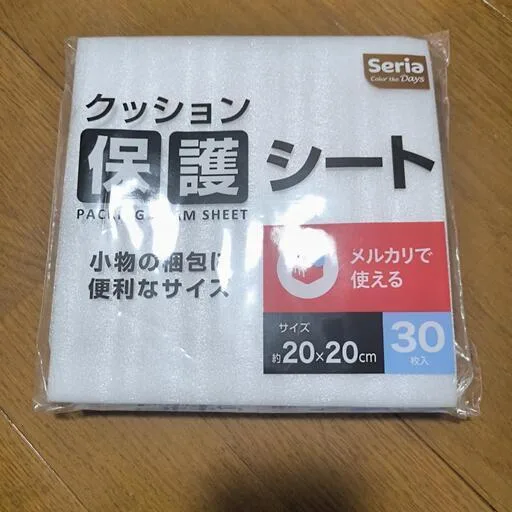 Seria
Color the Days
クッション
保護シート
PACKING FOAM SHEET
小物の梱包に
便利なサイズ
メルカリで
使える
サイズ
約20×20cm
30
枚入